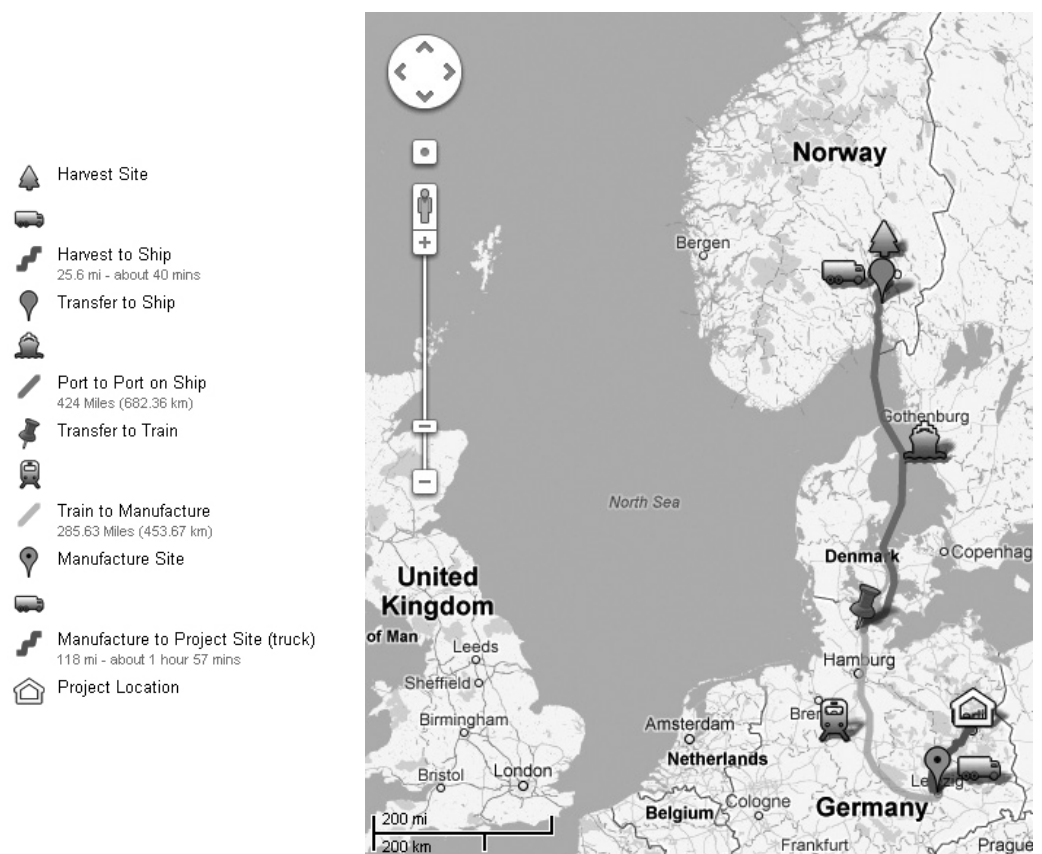 Harvest Site
Harvest to Ship
25.6 mi - about 40 mins
Transfer to Ship
Port to Port on Ship
424 Miles (682.36 km)
Transfer to Train
Train to Manufacture
285.63 Miles (453.67 km)
Manufacture Site
Manufacture to Project Site (truck)
118 mi - about 1 hour 57 mins
Project Location
Norway
Bergen
Gothenburg
North Sea
Denmark
Copenhag
United
Kingdom
of Man
Leeds
Sheffield
Hamburg
Birmingham
Bren
Amsterdam
Netherlands
Bristol
London
Leipzig
Belgium
Cologne
Germany
200 mi
200 km
Frankfurt
Prague